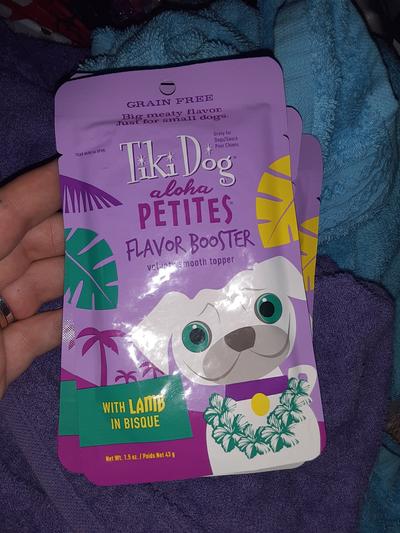 GRAIN FREE
Big meaty flavor.
Just for small dogs.
Tiki Dog
aloha
PETITES
FLAVOR BOOSTER
velvety smooth topper
WITH LAMB
IN BISQUE
Net Wt. 1.5 oz. / Poids Net 43 g